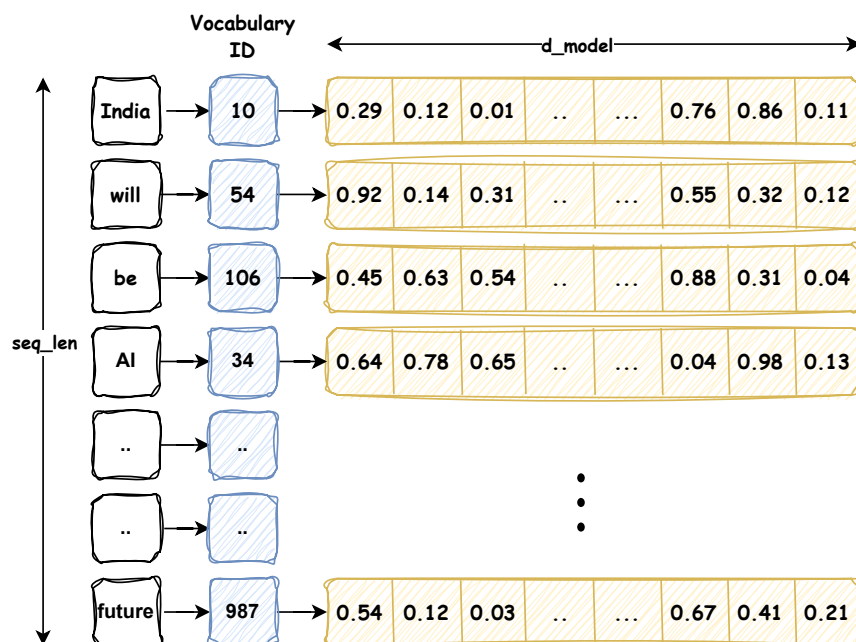 Vocabulary
ID
d_model
seq_len
India 10 0.29 0.12 0.01 .. ... 0.76 0.86 0.11
will 54 0.92 0.14 0.31 .. ... 0.55 0.32 0.12
be 106 0.45 0.63 0.54 .. ... 0.88 0.31 0.04
AI 34 0.64 0.78 0.65 .. ... 0.04 0.98 0.13
.. ..
.. ..
future 987 0.54 0.12 0.03 .. ... 0.67 0.41 0.21